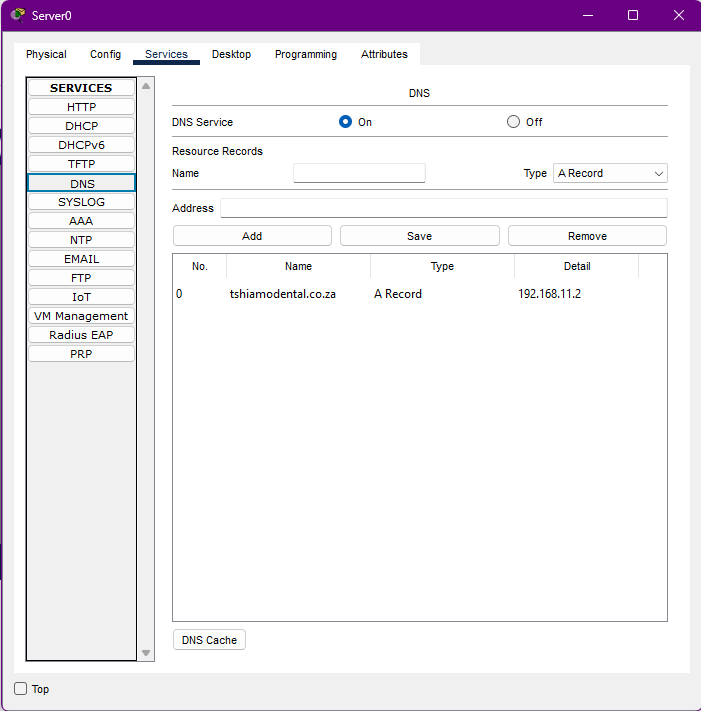 Server0
Physical Config Services Desktop Programming Attributes
SERVICES
HTTP
DHCP
DHCPv6
TFTP
DNS
SYSLOG
AAA
NTP
EMAIL
FTP
IoT
VM Management
Radius EAP
PRP
DNS
DNS Service On Off
Resource Records
Name Type A Record
Address
Add Save Remove
No. Name Type Detail
0 tshiamodental.co.za A Record 192.168.11.2
DNS Cache
Top